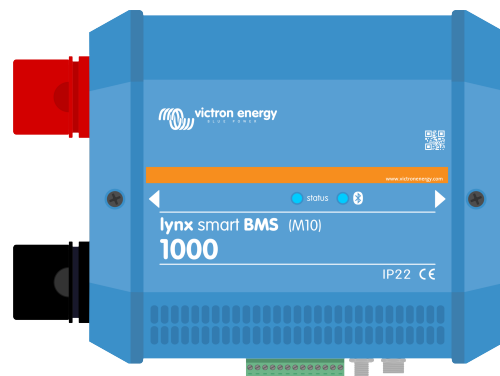 victron energy
BLUE POWER
www.victronenergy.com
status
lynx smart BMS (M10)
1000
IP22 CE